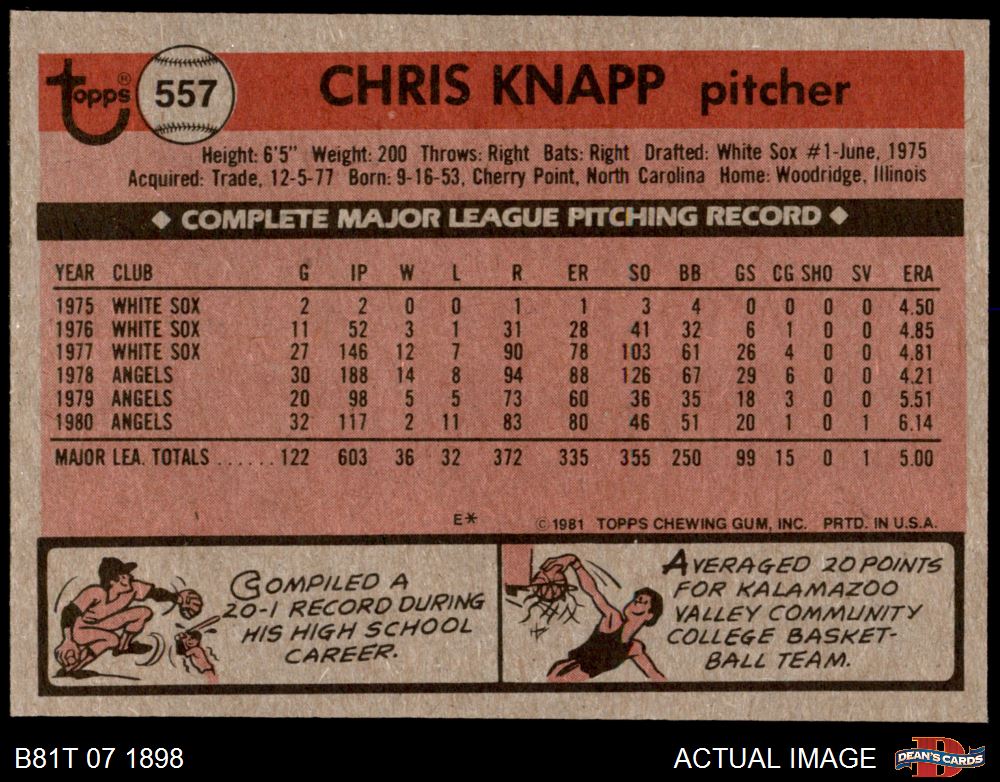 Topps® 557 CHRIS KNAPP pitcher
Height: 6'5" Weight: 200 Throws: Right Bats: Right Drafted: White Sox #1-June, 1975
Acquired: Trade, 12-5-77 Born: 9-16-53, Cherry Point, North Carolina Home: Woodridge, Illinois
◆ COMPLETE MAJOR LEAGUE PITCHING RECORD ◆
YEAR CLUB G IP W L R ER SO BB GS CG SHO SV ERA
1975 WHITE SOX 2 2 0 0 1 1 3 4 0 0 0 0 4.50
1976 WHITE SOX 11 52 3 1 31 28 41 32 6 1 0 0 4.85
1977 WHITE SOX 27 146 12 7 90 78 103 61 26 4 0 0 4.81
1978 ANGELS 30 188 14 8 94 88 126 67 29 6 0 0 4.21
1979 ANGELS 20 98 5 5 73 60 36 35 18 3 0 0 5.51
1980 ANGELS 32 117 2 11 83 80 46 51 20 1 0 1 6.14
MAJOR LEA. TOTALS ...... 122 603 36 32 372 335 355 250 99 15 0 1 5.00
E* © 1981 TOPPS CHEWING GUM, INC. PRTD. IN U.S.A.
COMPILED A
20-1 RECORD DURING
HIS HIGH SCHOOL
CAREER.
AVERAGED 20 POINTS
FOR KALAMAZOO
VALLEY COMMUNITY
COLLEGE BASKET-
BALL TEAM.
B81T 07 1898 ACTUAL IMAGE D DEAN'S CARDS